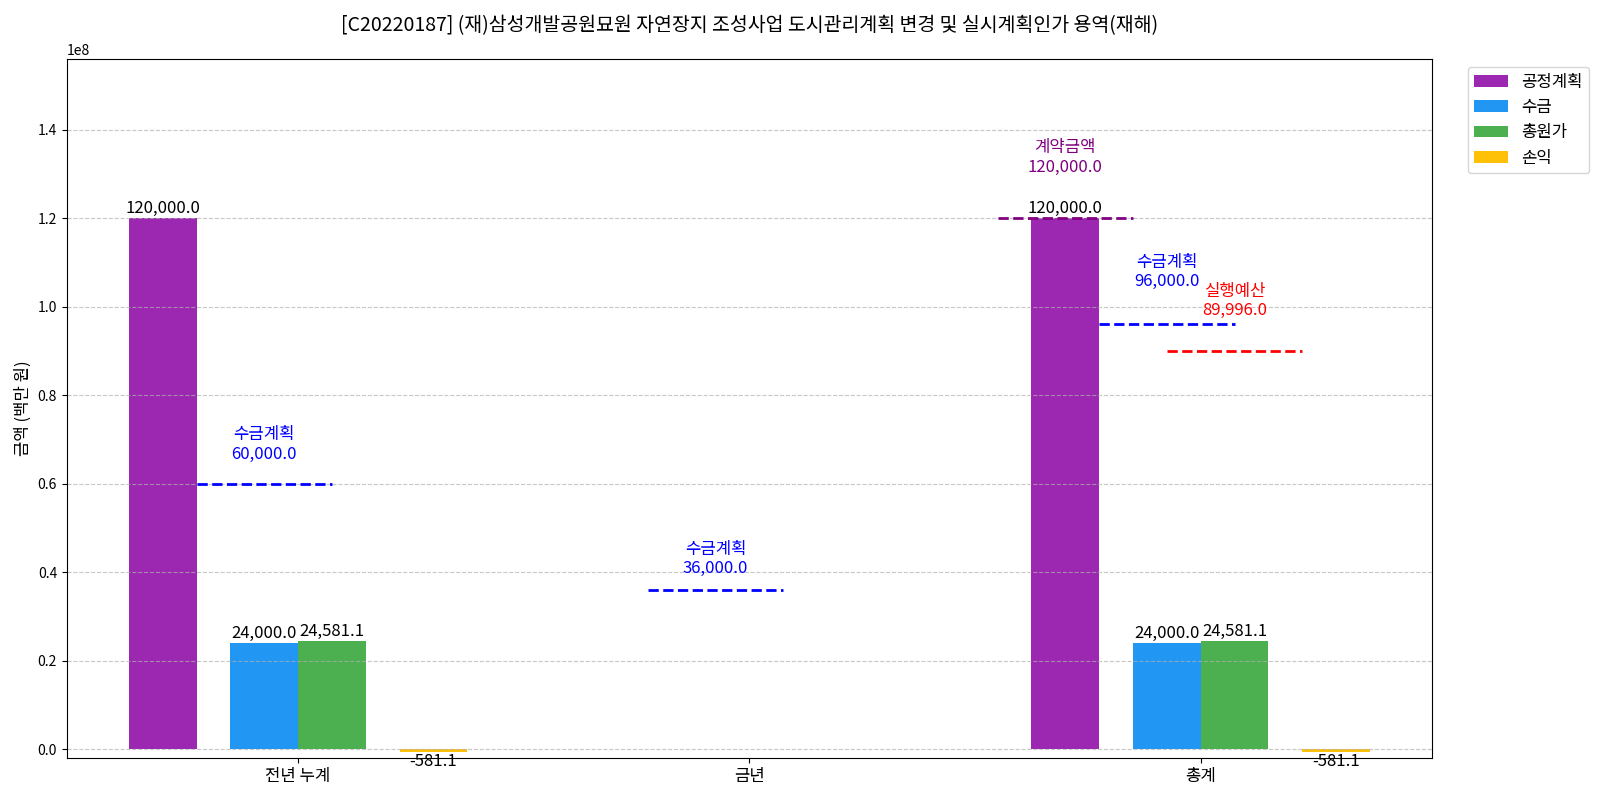 [C20220187] (재)삼성개발공원묘원 자연장지 조성사업 도시관리계획 변경 및 실시계획인가 용역(재해)
1e8
공정계획
수금
총원가
손익
금액 (백만 원)
1.4
1.2
1.0
0.8
0.6
0.4
0.2
0.0
120,000.0
수금계획
60,000.0
24,000.0
24,581.1
-581.1
수금계획
36,000.0
계약금액
120,000.0
120,000.0
수금계획
96,000.0
실행예산
89,996.0
24,000.0
24,581.1
-581.1
전년 누계
금년
총계